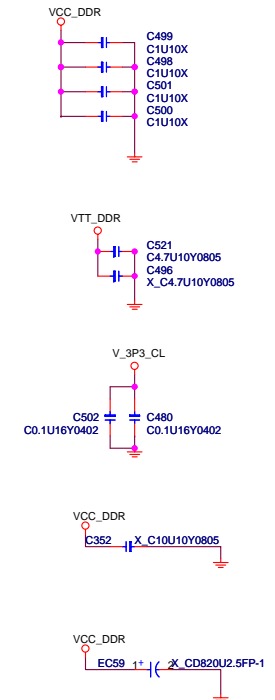 VCC_DDR
C499
C1U10X
C498
C1U10X
C501
C1U10X
C500
C1U10X
VTT_DDR
C521
C4.7U10Y0805
C496
X_C4.7U10Y0805
V_3P3_CL
C502
C0.1U16Y0402
C480
C0.1U16Y0402
VCC_DDR
C352
X_C10U10Y0805
VCC_DDR
EC59 1+ 2 X_CD820U2.5FP-1